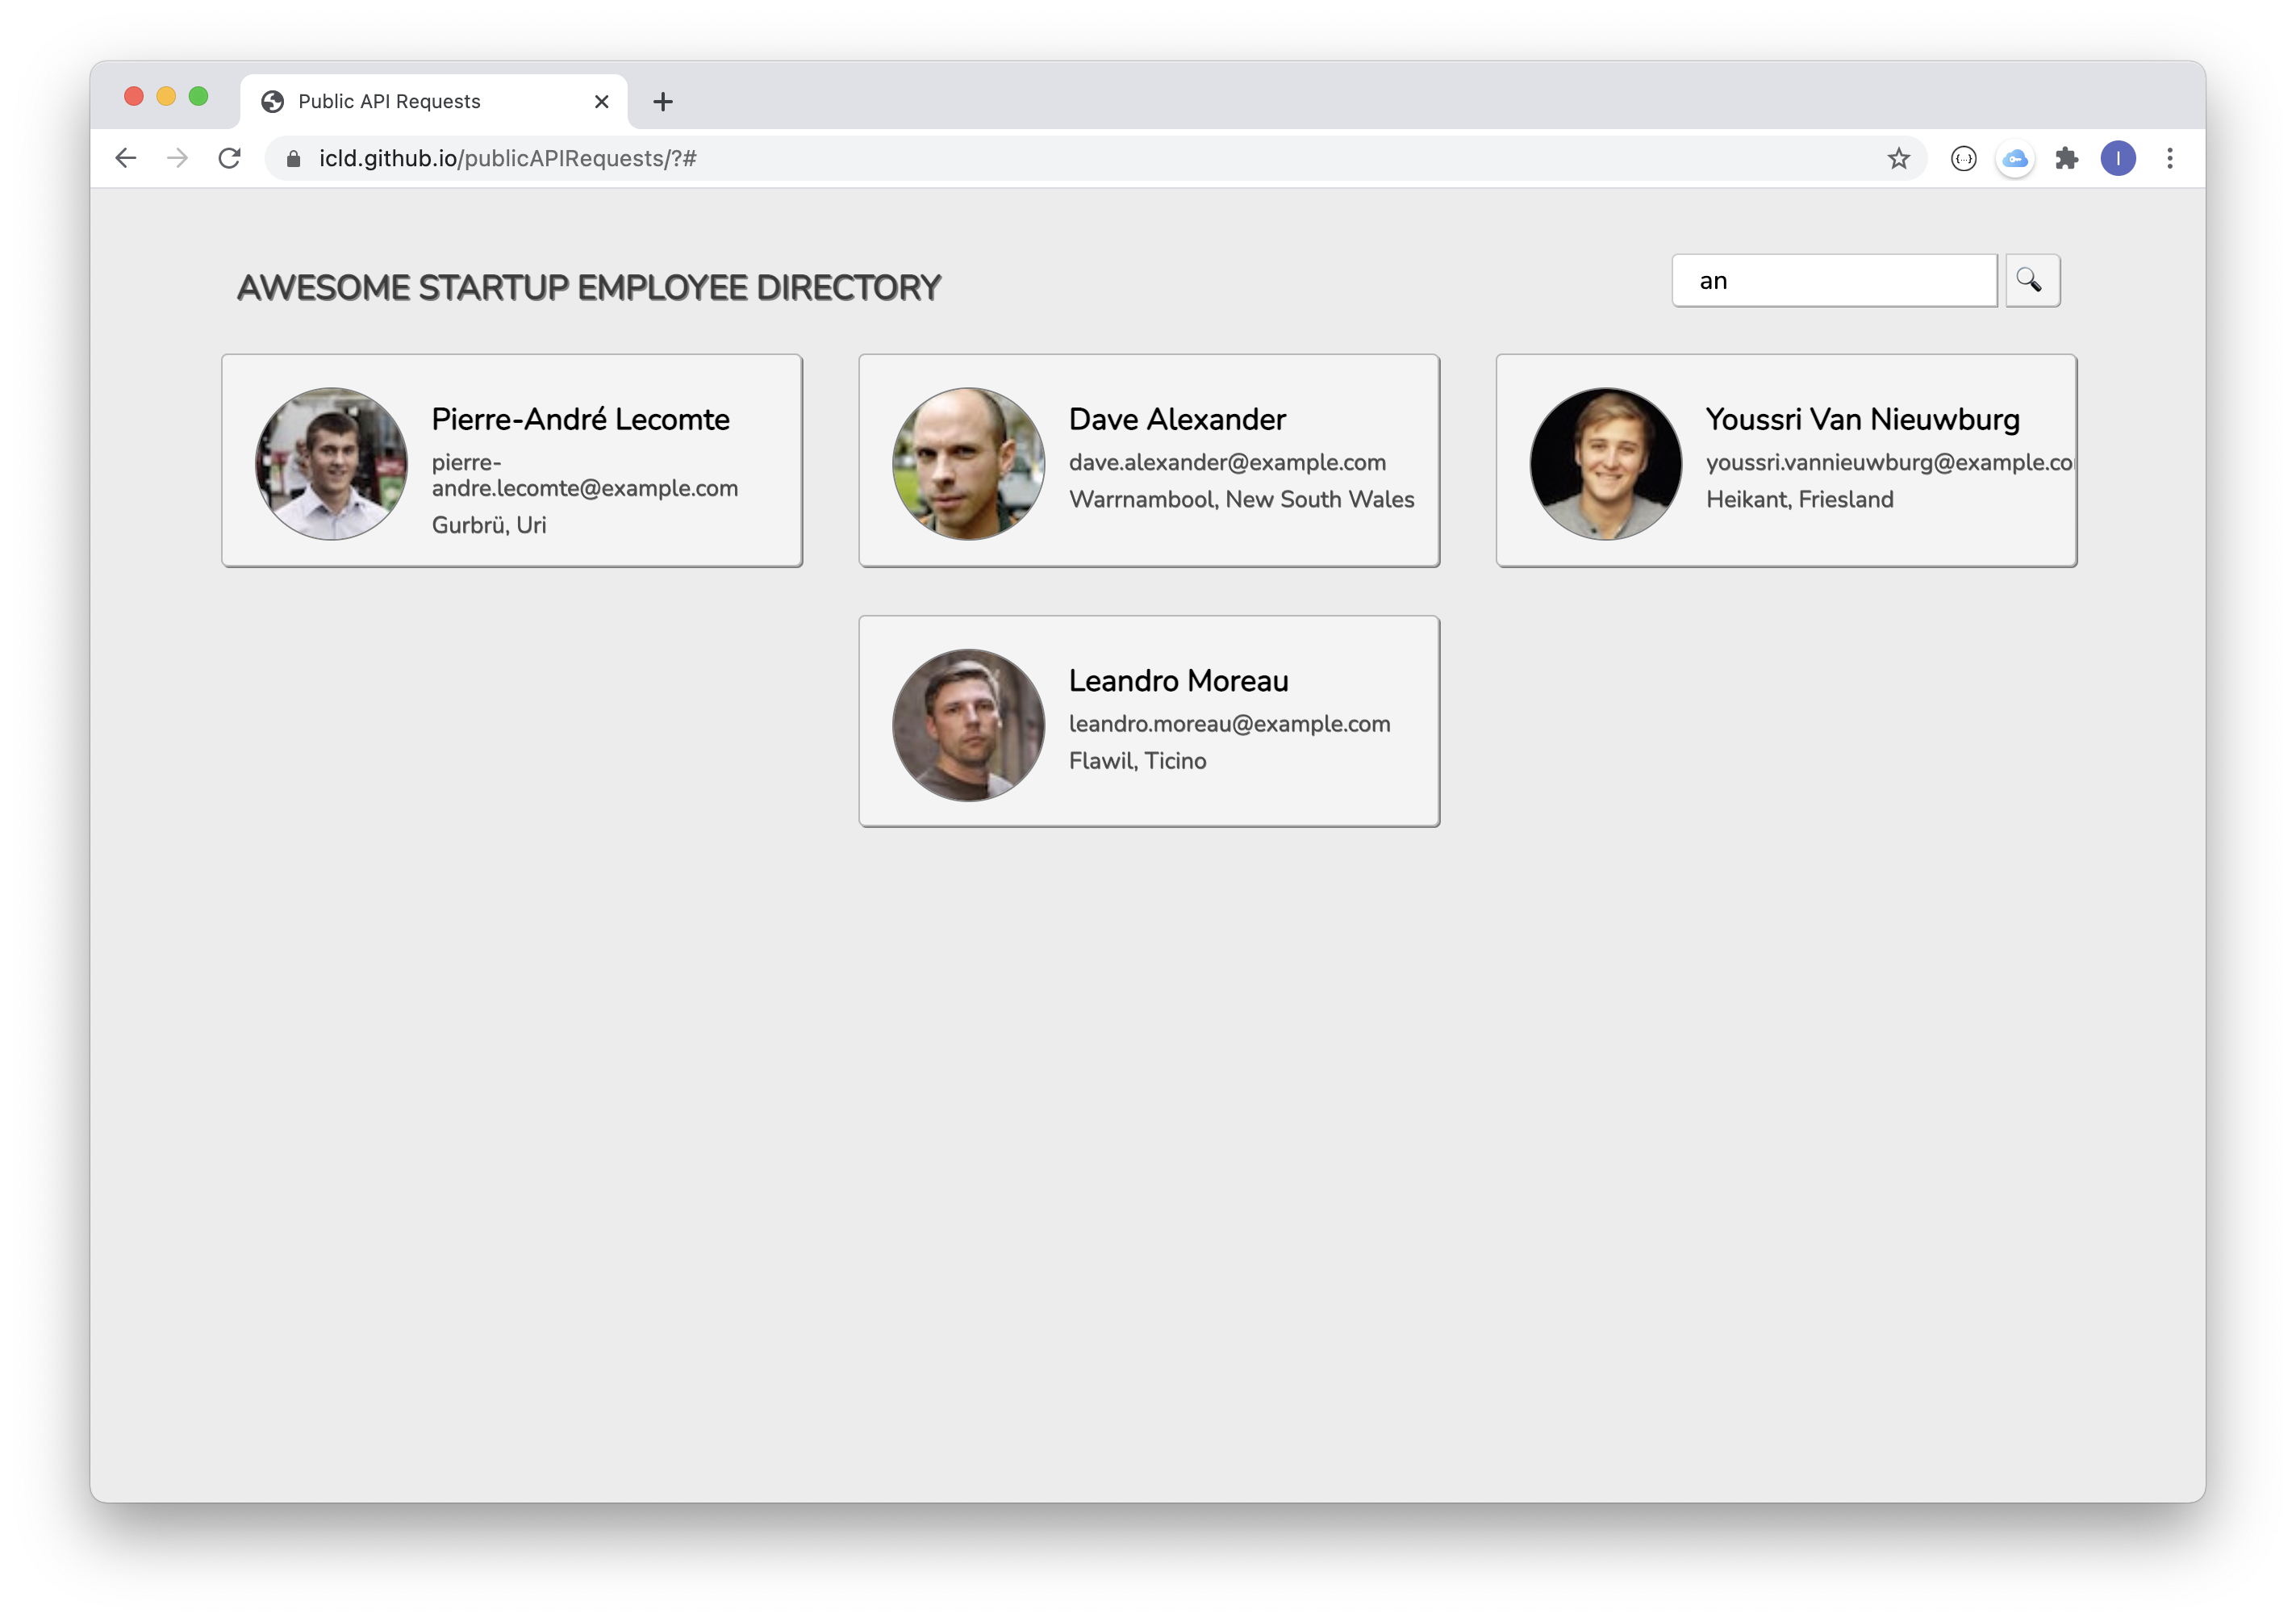 Public API Requests
icld.github.io/publicAPIRequests/?#
I
AWESOME STARTUP EMPLOYEE DIRECTORY
an
Pierre-André Lecomte
pierre-
andre.lecomte@example.com
Gurbrü, Uri
Dave Alexander
dave.alexander@example.com
Warrnambool, New South Wales
Youssri Van Nieuwburg
youssri.vannieuwburg@example.co
Heikant, Friesland
Leandro Moreau
leandro.moreau@example.com
Flawil, Ticino